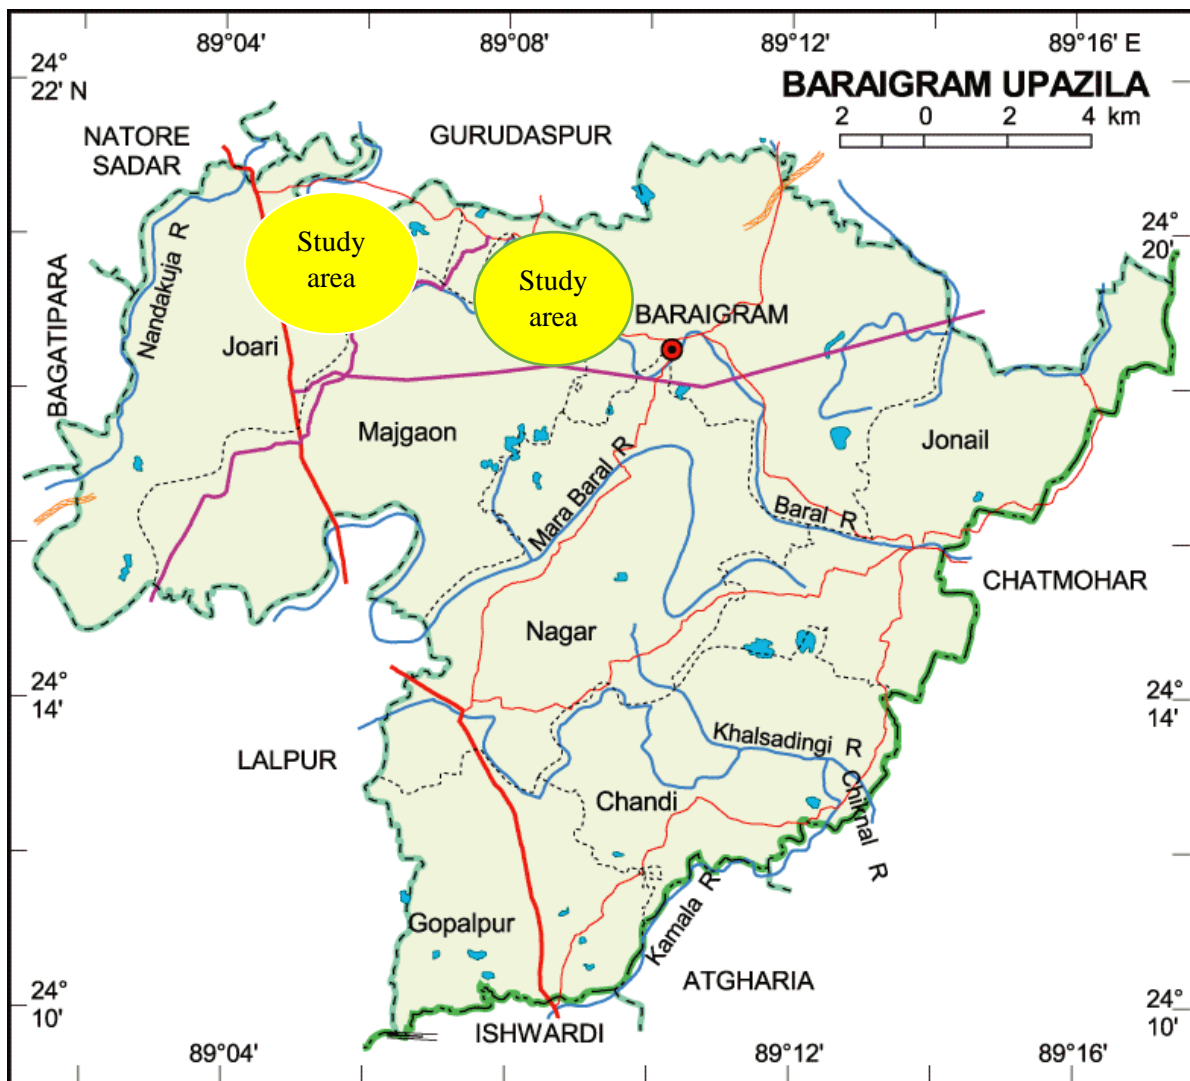 89°04'
89°08'
89°12'
89°16' E
24°
22' N
BARAIGRAM UPAZILA
2 0 2 4 km
NATORE
SADAR
GURUDASPUR
24°
20'
Study
area
Study
area
BAGATIPARA
Nandakuja R
Joari
BARAIGRAM
Majgaon
Jonail
Mara Baral R
Baral R
CHATMOHAR
Nagar
24°
14'
24°
14'
Khalsadingi R
LALPUR
Chandi
Chiknal R
Gopalpur
Kamala R
ATGHARIA
24°
10'
24°
10'
ISHWARDI
89°04'
89°12'
89°16'